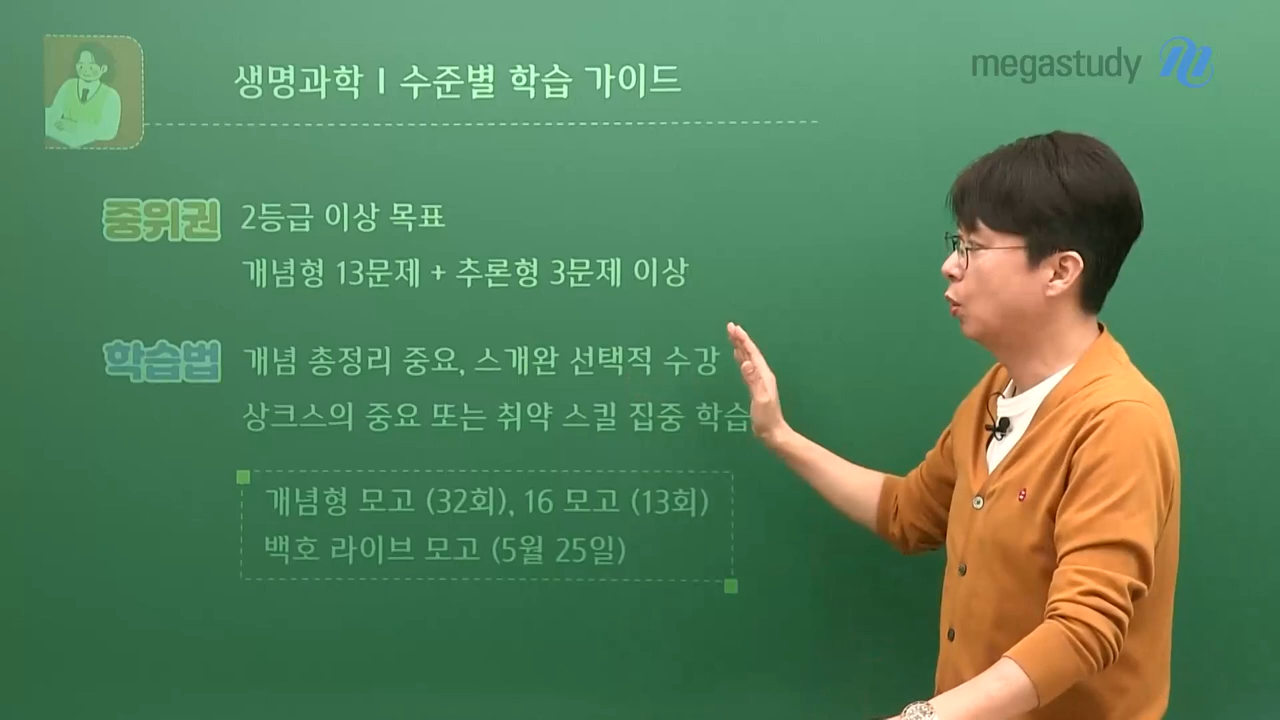 생명과학 I 수준별 학습 가이드
megastudy
중위권 2등급 이상 목표
개념형 13문제 + 추론형 3문제 이상
학습법 개념 총정리 중요, 스개완 선택적 수강
상크스의 중요 또는 취약 스킬 집중 학습
개념형 모고 (32회), 16 모고 (13회)
백호 라이브 모고 (5월 25일)